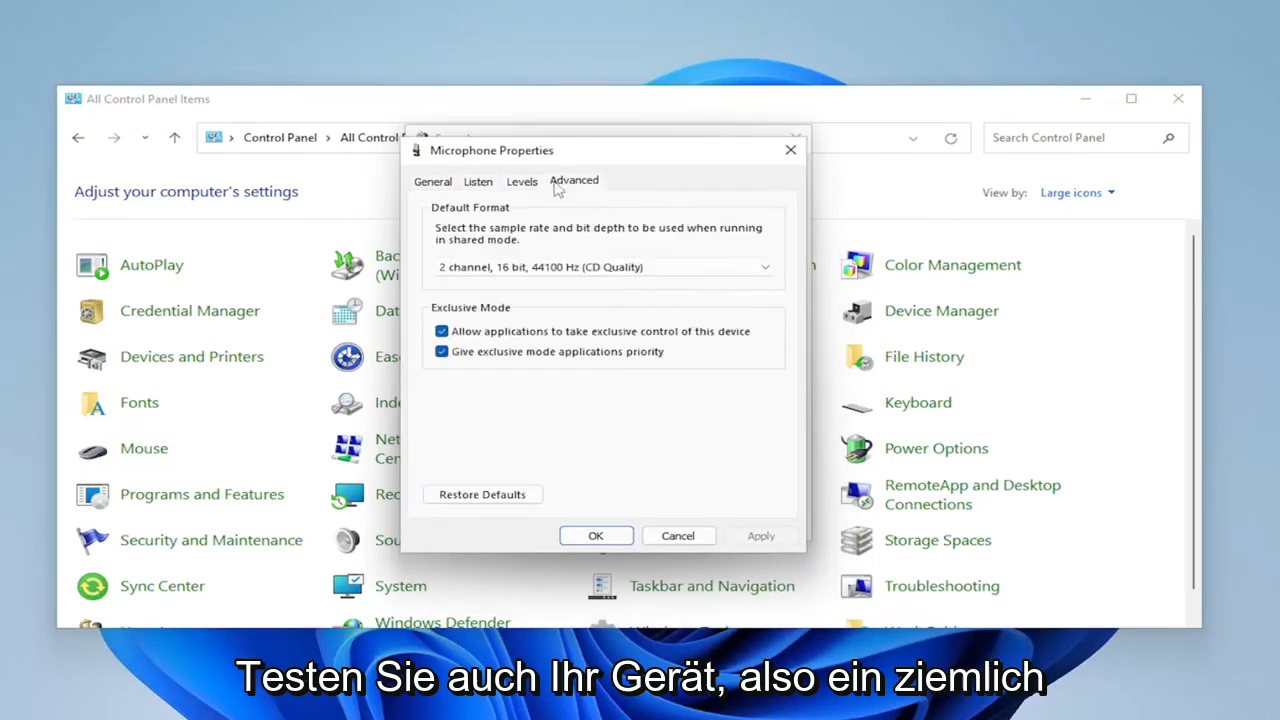 All Control Panel Items
Control Panel
All Control
Search Control Panel
Adjust your computer's settings
View by:
Large icons
Microphone Properties
General
Listen
Levels
Advanced
Default Format
Select the sample rate and bit depth to be used when running
in shared mode.
2 channel, 16 bit, 44100 Hz (CD Quality)
Exclusive Mode
Allow applications to take exclusive control of this device
Give exclusive mode applications priority
Restore Defaults
OK
Cancel
Apply
AutoPlay
Color Management
Credential Manager
Device Manager
Devices and Printers
File History
Fonts
Keyboard
Mouse
Power Options
Programs and Features
RemoteApp and Desktop
Connections
Security and Maintenance
Storage Spaces
Sync Center
System
Taskbar and Navigation
Troubleshooting
Windows Defender
Testen Sie auch Ihr Gerät, also ein ziemlich